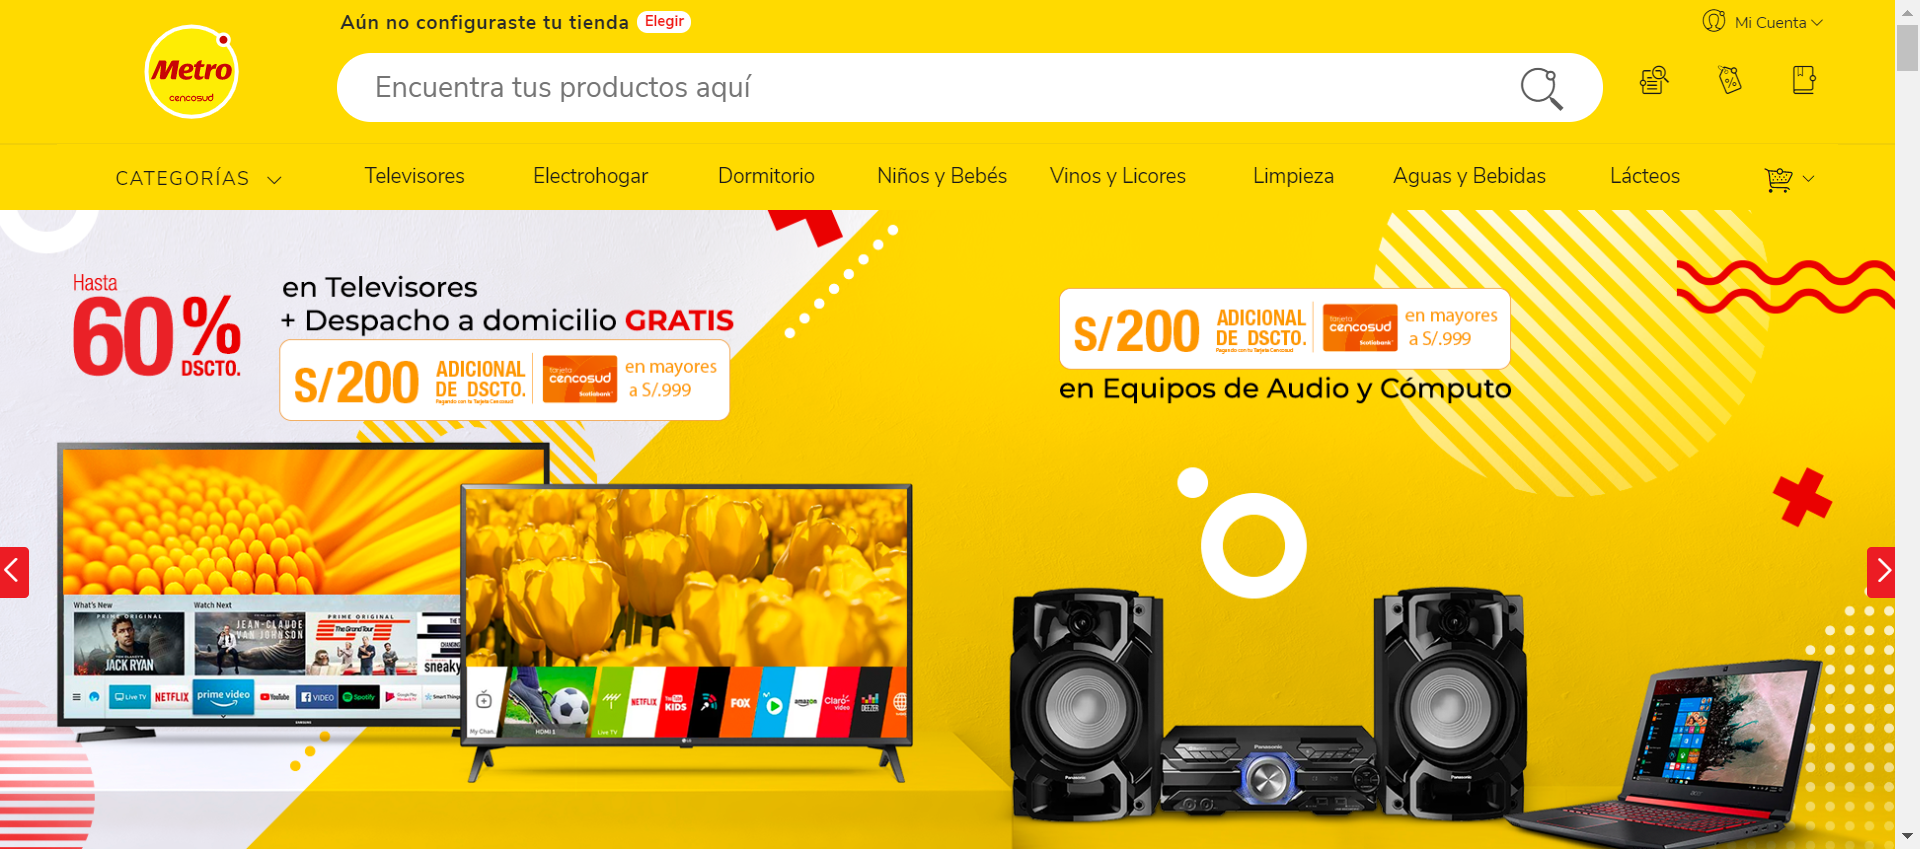 Aún no configuraste tu tienda Elegir
Mi Cuenta
Metro
cencosud
Encuentra tus productos aquí
CATEGORÍAS
Televisores
Electrohogar
Dormitorio
Niños y Bebés
Vinos y Licores
Limpieza
Aguas y Bebidas
Lácteos
Hasta
60%
DSCTO.
en Televisores
+ Despacho a domicilio GRATIS
S/200
ADICIONAL
DE DSCTO.
Pagando con tu Tarjeta Cencosud
tarjeta
cencosud
Scotiabank
en mayores
a S/.999
S/200
ADICIONAL
DE DSCTO.
Pagando con tu Tarjeta Cencosud
tarjeta
cencosud
Scotiabank
en mayores
a S/.999
en Equipos de Audio y Cómputo
What's New
Watch Next
PRIME ORIGINAL
JACK RYAN
JEAN-CLAUDE
VAN JOHNSON
PRIME ORIGINAL
The Grand Tour
sneaky
Live TV
NETFLIX
prime video
YouTube
VIDEO
Spotify
SAMSUNG
My Chan.
HDMI 1
Live TV
NETFLIX
YouTube
KIDS
FOX
amazon
Claro
video
DEEZER
LG
Panasonic
Panasonic
Panasonic
acer